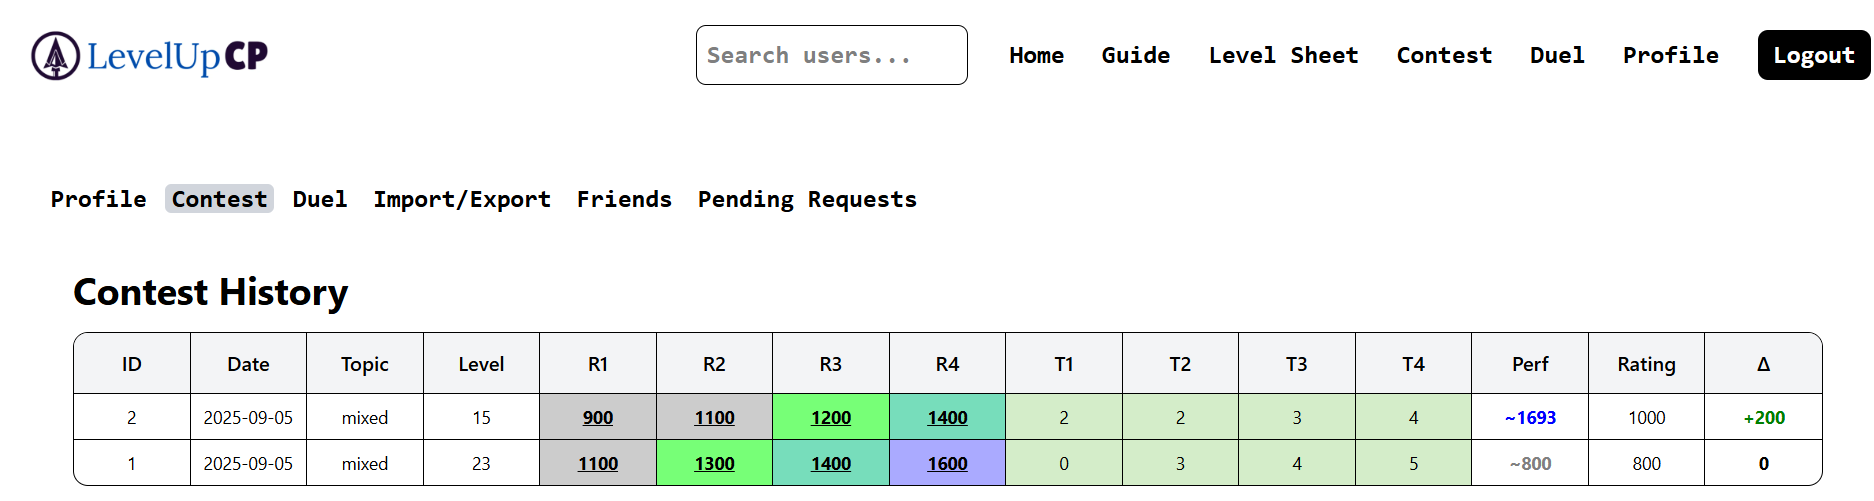 LevelUp CP
Search users...
Home Guide Level Sheet Contest Duel Profile Logout
Profile Contest Duel Import/Export Friends Pending Requests
Contest History
ID Date Topic Level R1 R2 R3 R4 T1 T2 T3 T4 Perf Rating Δ
2 2025-09-05 mixed 15 900 1100 1200 1400 2 2 3 4 ~1693 1000 +200
1 2025-09-05 mixed 23 1100 1300 1400 1600 0 3 4 5 ~800 800 0